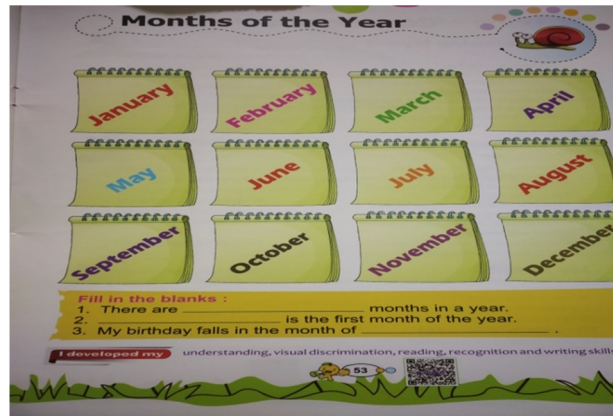 Months of the Year
January February March April
May June July August
September October November December
Fill in the blanks :
1. There are ____________ months in a year.
2. ____________ is the first month of the year.
3. My birthday falls in the month of ____________ .
I developed my understanding, visual discrimination, reading, recognition and writing skill
53